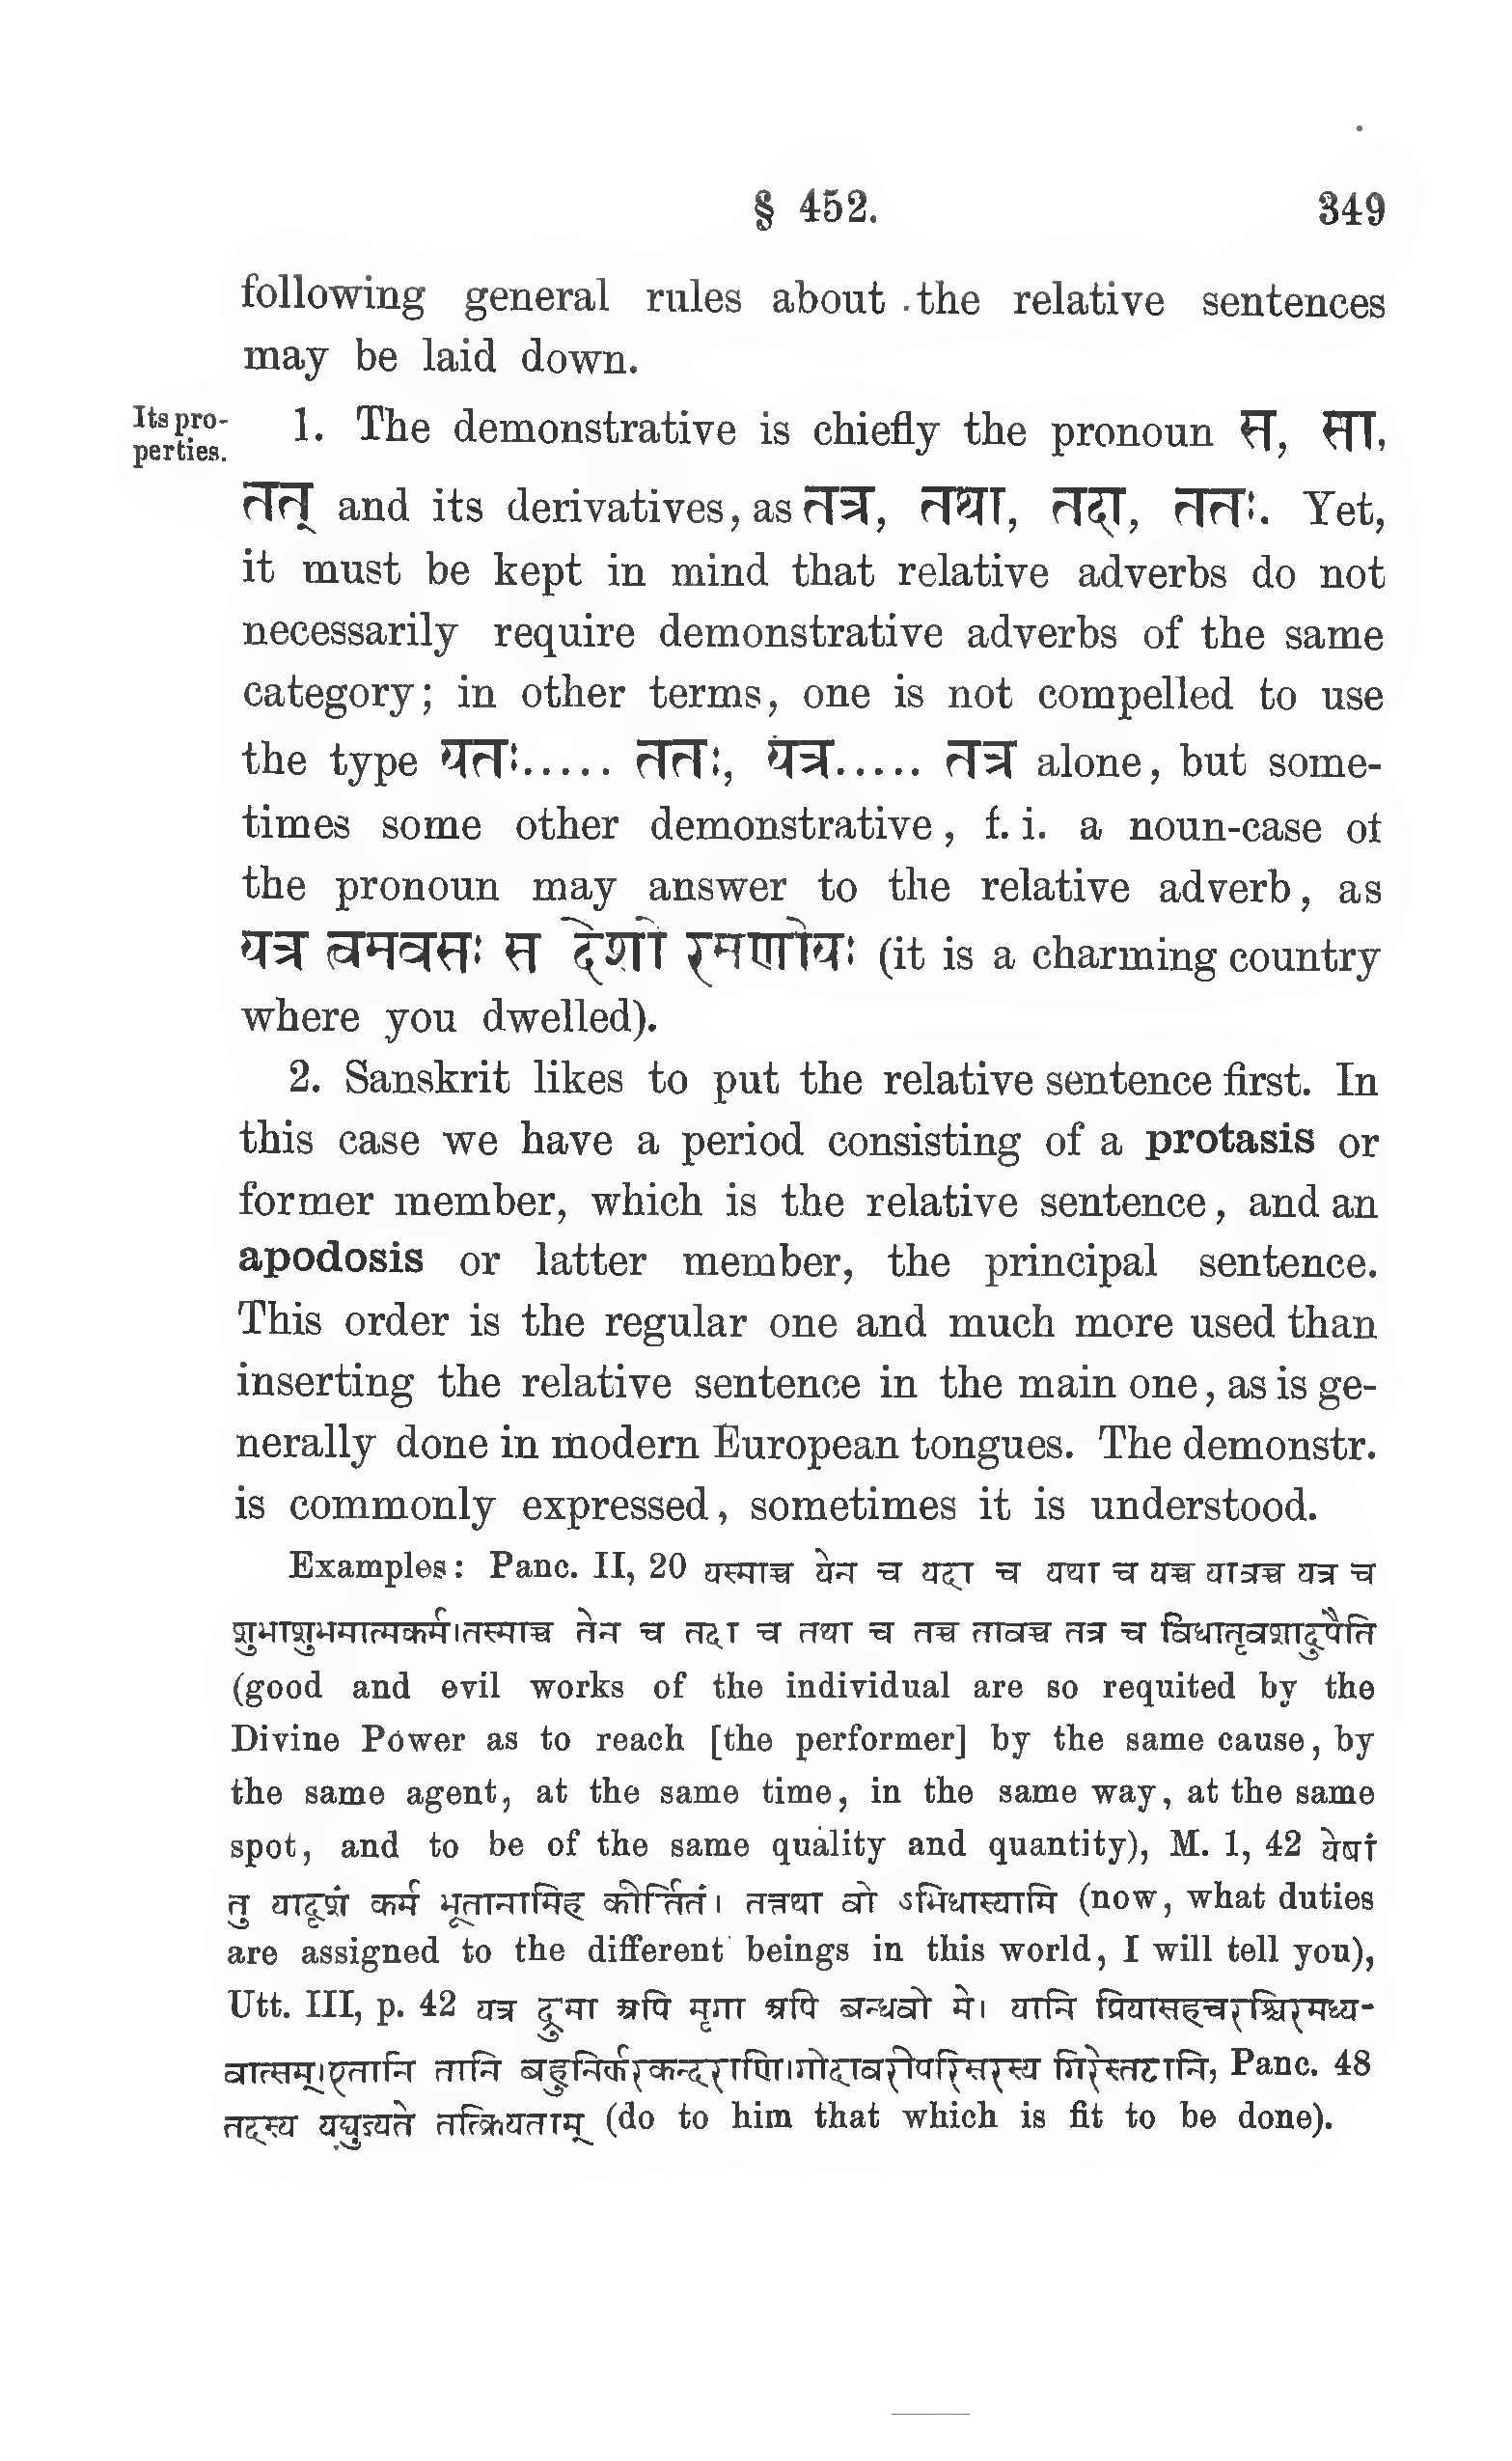 § 452. 349
following general rules about the relative sentences
may be laid down.
Its pro-
perties.
1. The demonstrative is chiefly the pronoun स, सा,
तत् and its derivatives, as तत्र, तथा, तदा, ततः. Yet,
it must be kept in mind that relative adverbs do not
necessarily require demonstrative adverbs of the same
category; in other terms, one is not compelled to use
the type यतः..... ततः, यत्र..... तत्र alone, but some-
times some other demonstrative, f. i. a noun-case of
the pronoun may answer to the relative adverb, as
यत्र त्वमवसः स देशो रमणीयः (it is a charming country
where you dwelled).
2. Sanskrit likes to put the relative sentence first. In
this case we have a period consisting of a protasis or
former member, which is the relative sentence, and an
apodosis or latter member, the principal sentence.
This order is the regular one and much more used than
inserting the relative sentence in the main one, as is ge-
nerally done in modern European tongues. The demonstr.
is commonly expressed, sometimes it is understood.
Examples: Panc. II, 20 यस्माच्च येन च यदा च यथा च यच्च यावच्च यत्र च
शुभाशुभमात्मकर्म।तस्माच्च तेन च तदा च तथा च तच्च तावच्च तत्र च विधातृवशादुपैति
(good and evil works of the individual are so requited by the
Divine Power as to reach [the performer] by the same cause, by
the same agent, at the same time, in the same way, at the same
spot, and to be of the same quality and quantity), M. 1, 42 येषां
तु यादृशं कर्म भूतानामिह कीर्तितं। तत्तथा वो ऽभिधास्यामि (now, what duties
are assigned to the different beings in this world, I will tell you),
Utt. III, p. 42 यत्र द्रुमा अपि मृगा अपि बन्धवो मे। यानि प्रियासहचरश्चिरमध्य-
वात्सम्।एतानि तानि बहुनिर्झरकन्दराणि।गोदावरीपरिसरस्य गिरेस्तटानि, Panc. 48
तदस्य यद्युज्यते तत्क्रियताम् (do to him that which is fit to be done).